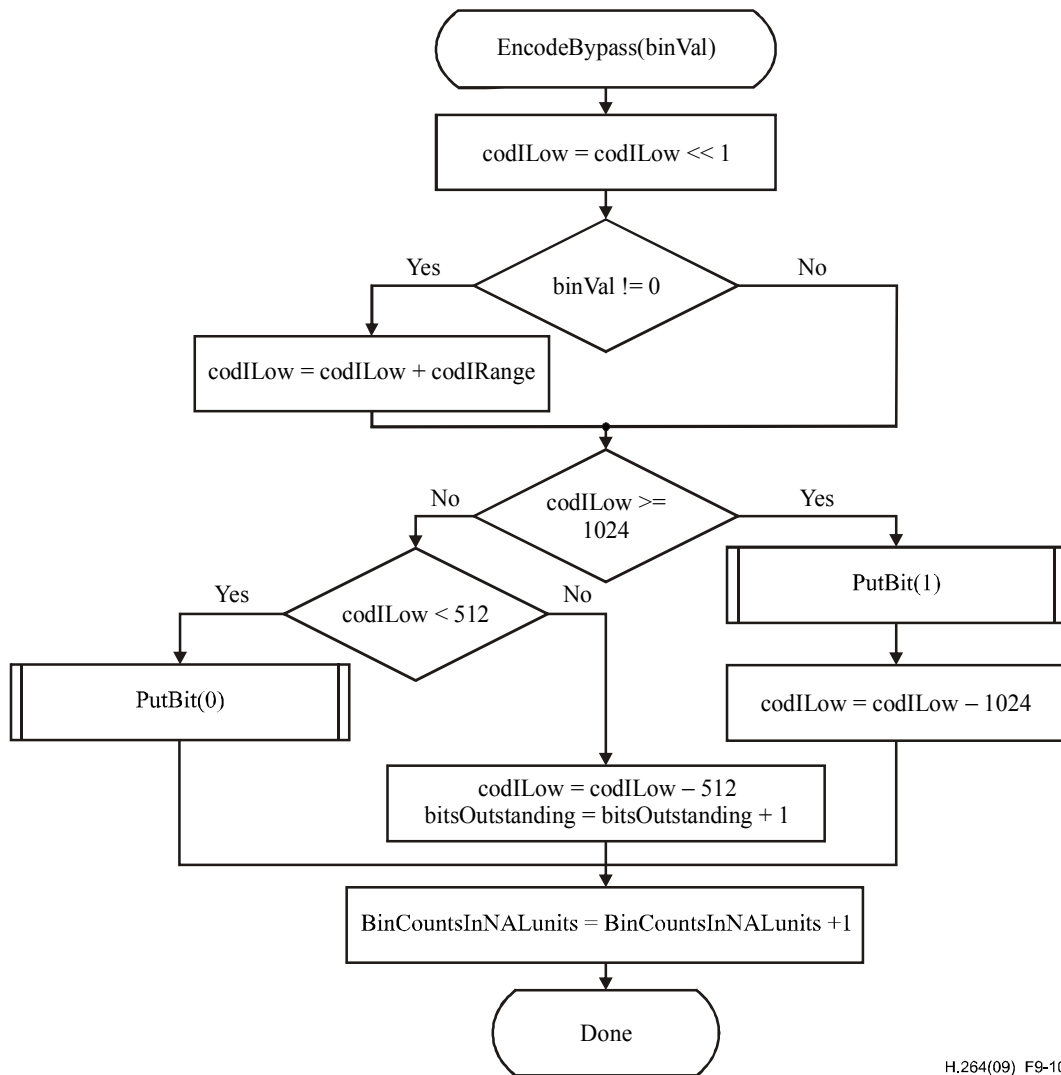 EncodeBypass(binVal)
codILow = codILow << 1
Yes
No
binVal != 0
codILow = codILow + codIRange
No
Yes
codILow >=
1024
PutBit(1)
Yes
No
codILow < 512
PutBit(0)
codILow = codILow − 1024
codILow = codILow − 512
bitsOutstanding = bitsOutstanding + 1
BinCountsInNALunits = BinCountsInNALunits +1
Done
H.264(09)_F9-10